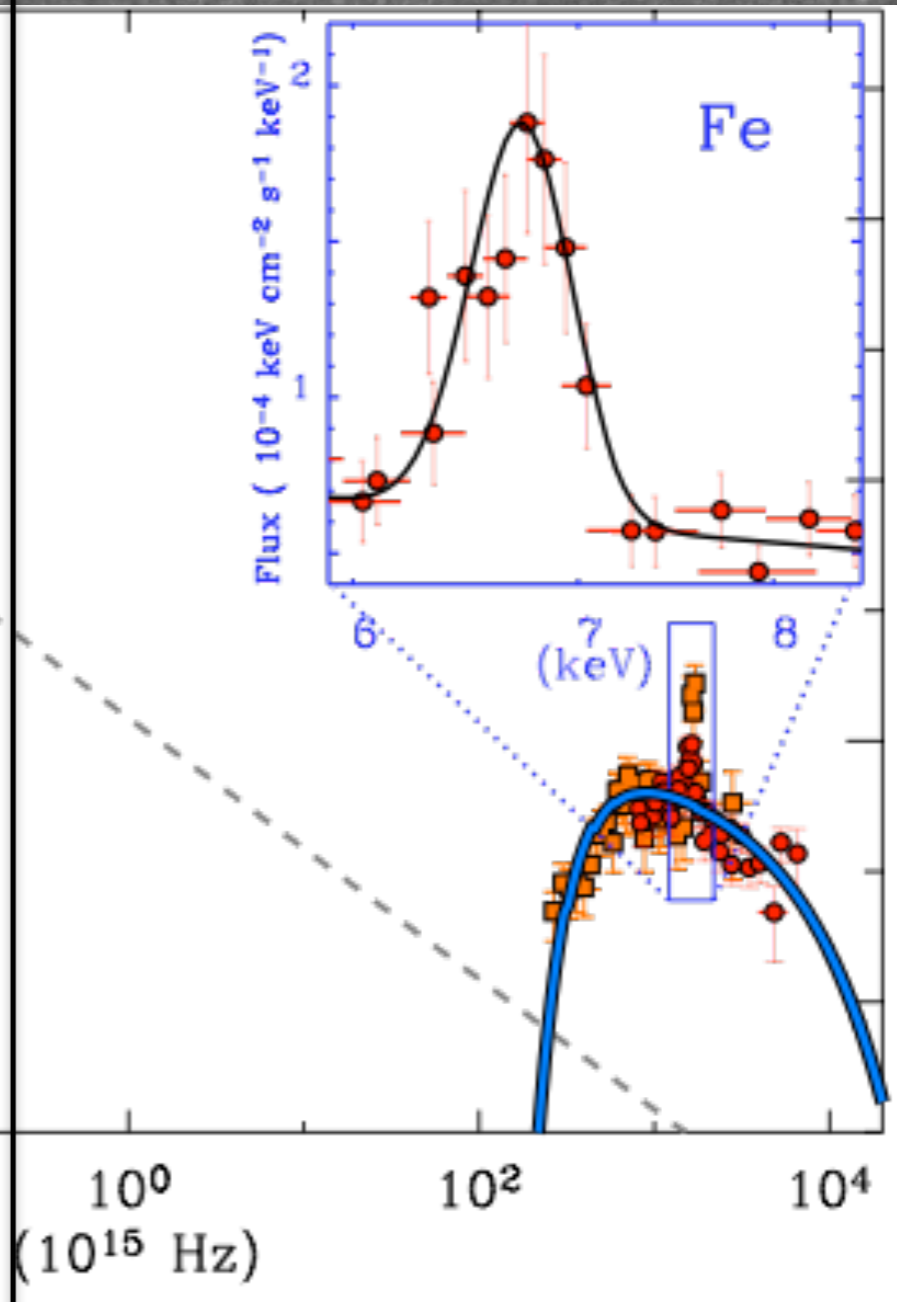 Flux ( 10⁻⁴ keV cm⁻² s⁻¹ keV⁻¹)
2
1
Fe
6 7 8
(keV)
10⁰ 10² 10⁴
(10¹⁵ Hz)